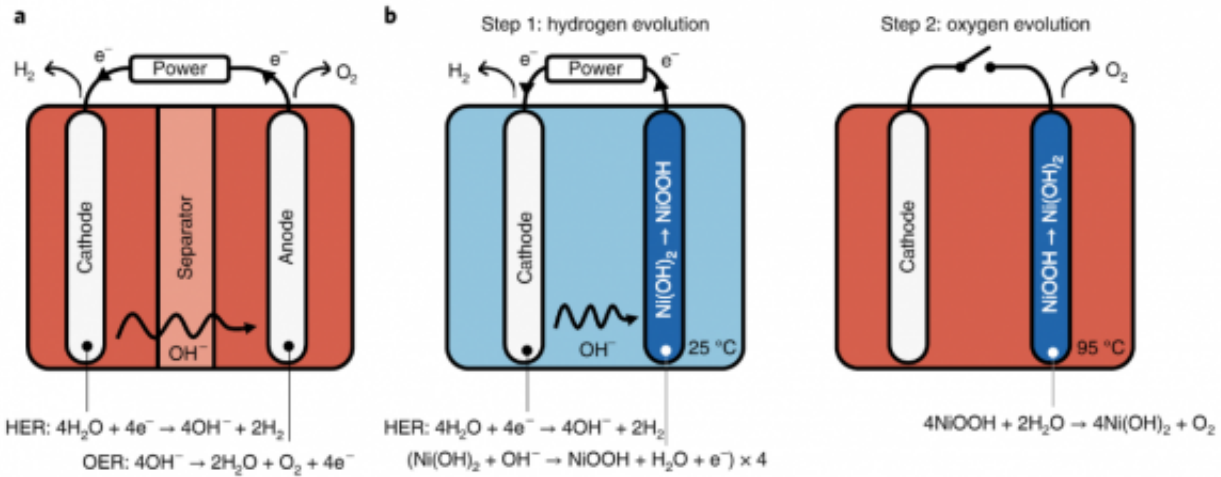 a
H₂
e⁻
Power
e⁻
O₂
Cathode
Separator
Anode
OH⁻
HER: 4H₂O + 4e⁻ → 4OH⁻ + 2H₂
OER: 4OH⁻ → 2H₂O + O₂ + 4e⁻
b
Step 1: hydrogen evolution
H₂
e⁻
Power
e⁻
Cathode
Ni(OH)₂ → NiOOH
OH⁻
25 °C
HER: 4H₂O + 4e⁻ → 4OH⁻ + 2H₂
(Ni(OH)₂ + OH⁻ → NiOOH + H₂O + e⁻) × 4
Step 2: oxygen evolution
O₂
Cathode
NiOOH → Ni(OH)₂
95 °C
4NiOOH + 2H₂O → 4Ni(OH)₂ + O₂